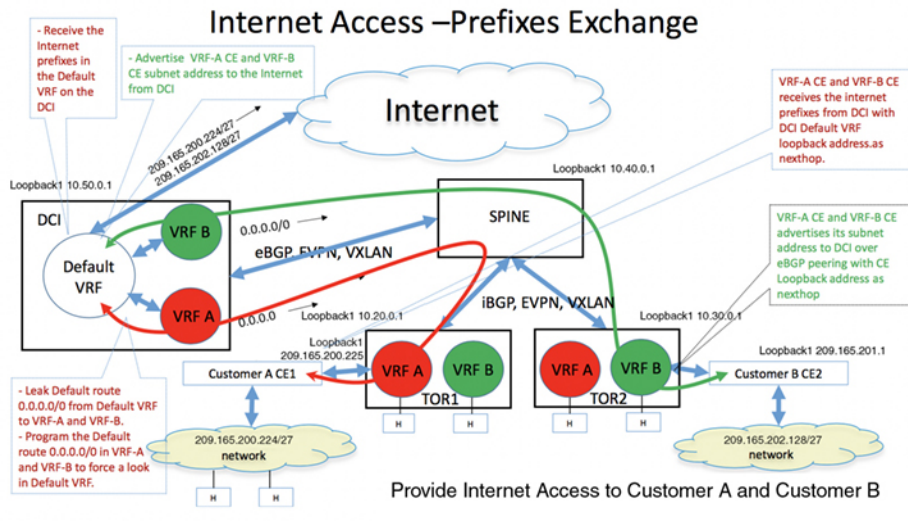 Internet Access –Prefixes Exchange
- Receive the
Internet
prefixes in
the Default
VRF on the
DCI
- Advertise VRF-A CE and VRF-B
CE subnet address to the Internet
from DCI
Internet
209.165.200.224/27
209.165.202.128/27
VRF-A CE and VRF-B CE
receives the internet
prefixes from DCI with
DCI Default VRF
loopback address.as
nexthop.
Loopback1 10.50.0.1
Loopback1 10.40.0.1
DCI
VRF B
Default
VRF
VRF A
0.0.0.0/0
eBGP, EVPN, VXLAN
0.0.0.0
SPINE
iBGP, EVPN, VXLAN
VRF-A CE and VRF-B CE
advertises its subnet
address to DCI over
eBGP peering with CE
Loopback address as
nexthop
Loopback1 10.20.0.1
Loopback1 10.30.0.1
Loopback1
209.165.200.225
Loopback1 209.165.201.1
Customer A CE1
VRF A
VRF B
TOR1
VRF A
VRF B
TOR2
Customer B CE2
H
H
H
H
- Leak Default route
0.0.0.0/0 from Default VRF
to VRF-A and VRF-B.
- Program the Default
route 0.0.0.0/0 in VRF-A
and VRF-B to force a look
in Default VRF.
209.165.200.224/27
network
209.165.202.128/27
network
H
H
Provide Internet Access to Customer A and Customer B